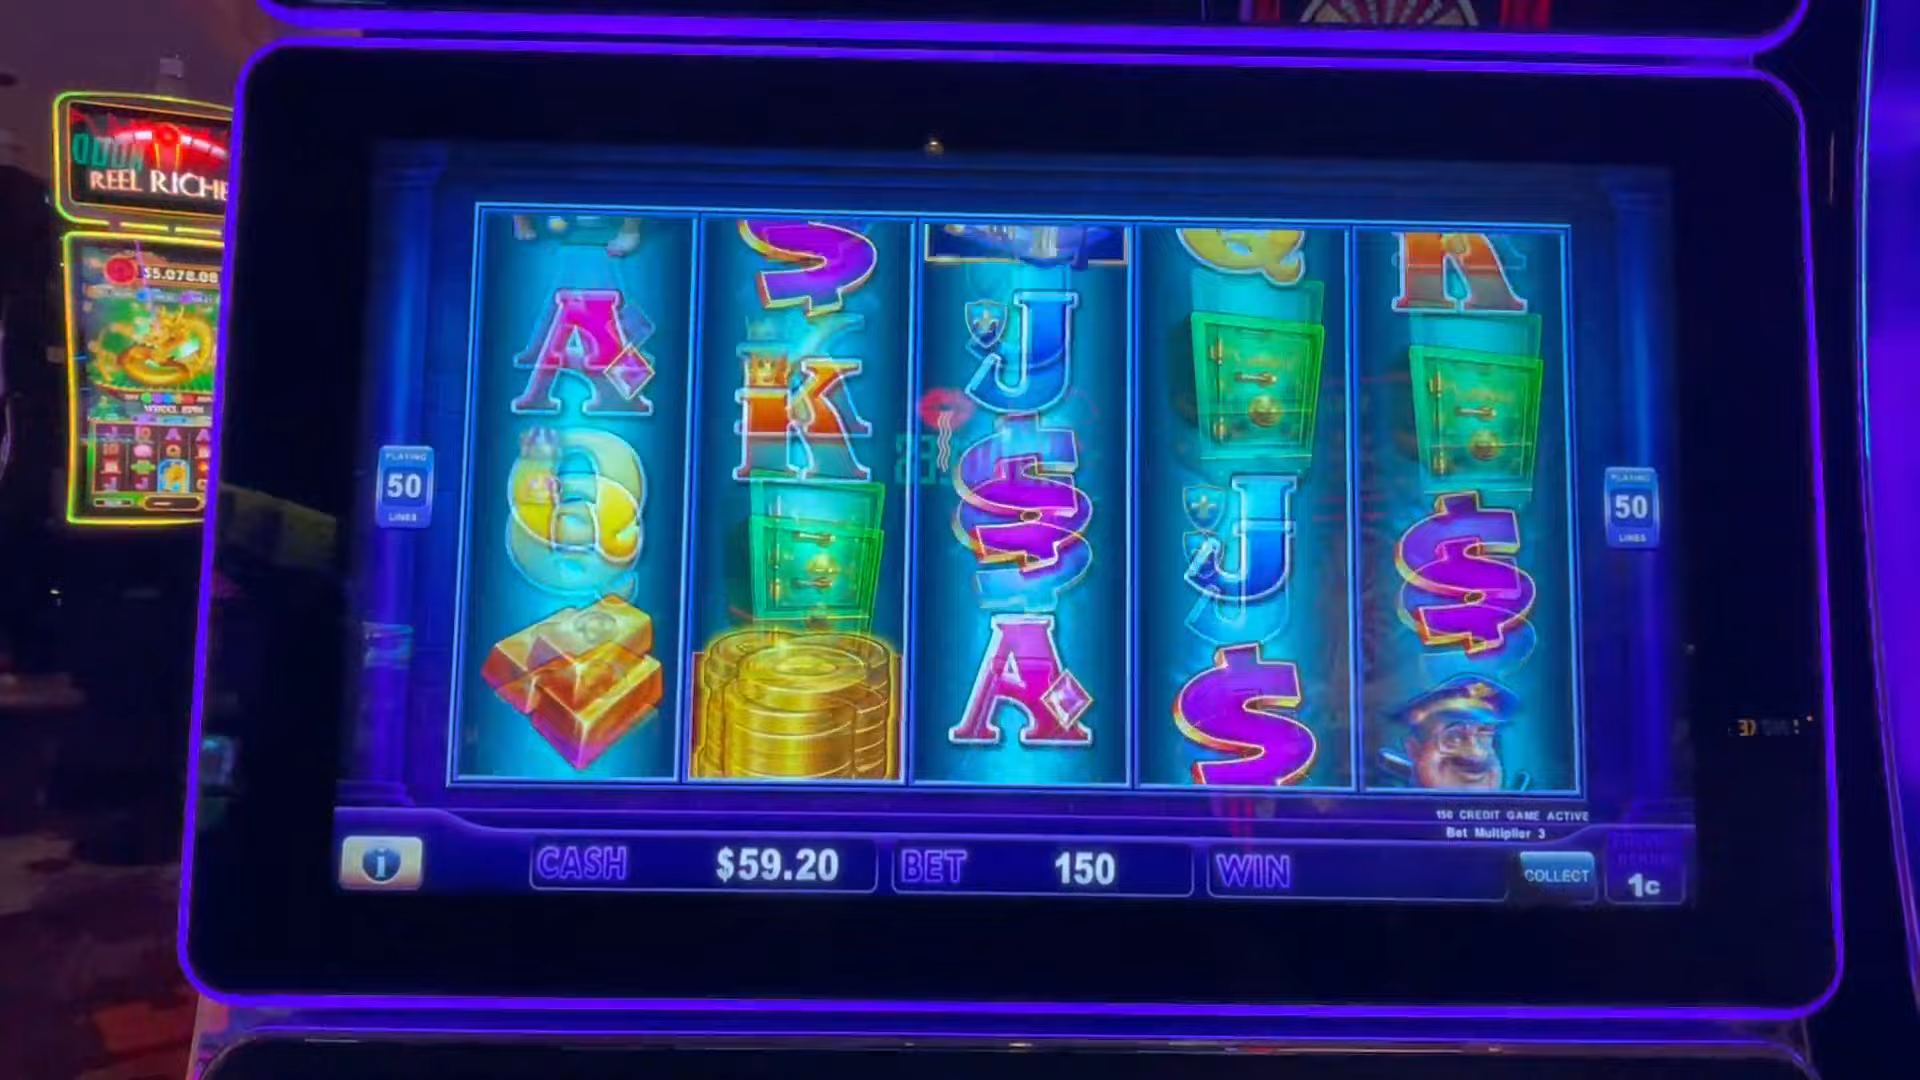 REEL RICHE
$5,078.08
PLAYING
50
LINES
A
K
J
Q
K
Q
J
A
PLAYING
50
LINES
150 CREDIT GAME ACTIVE
Bet Multiplier 3
CASH $59.20
BET 150
WIN
COLLECT
1c